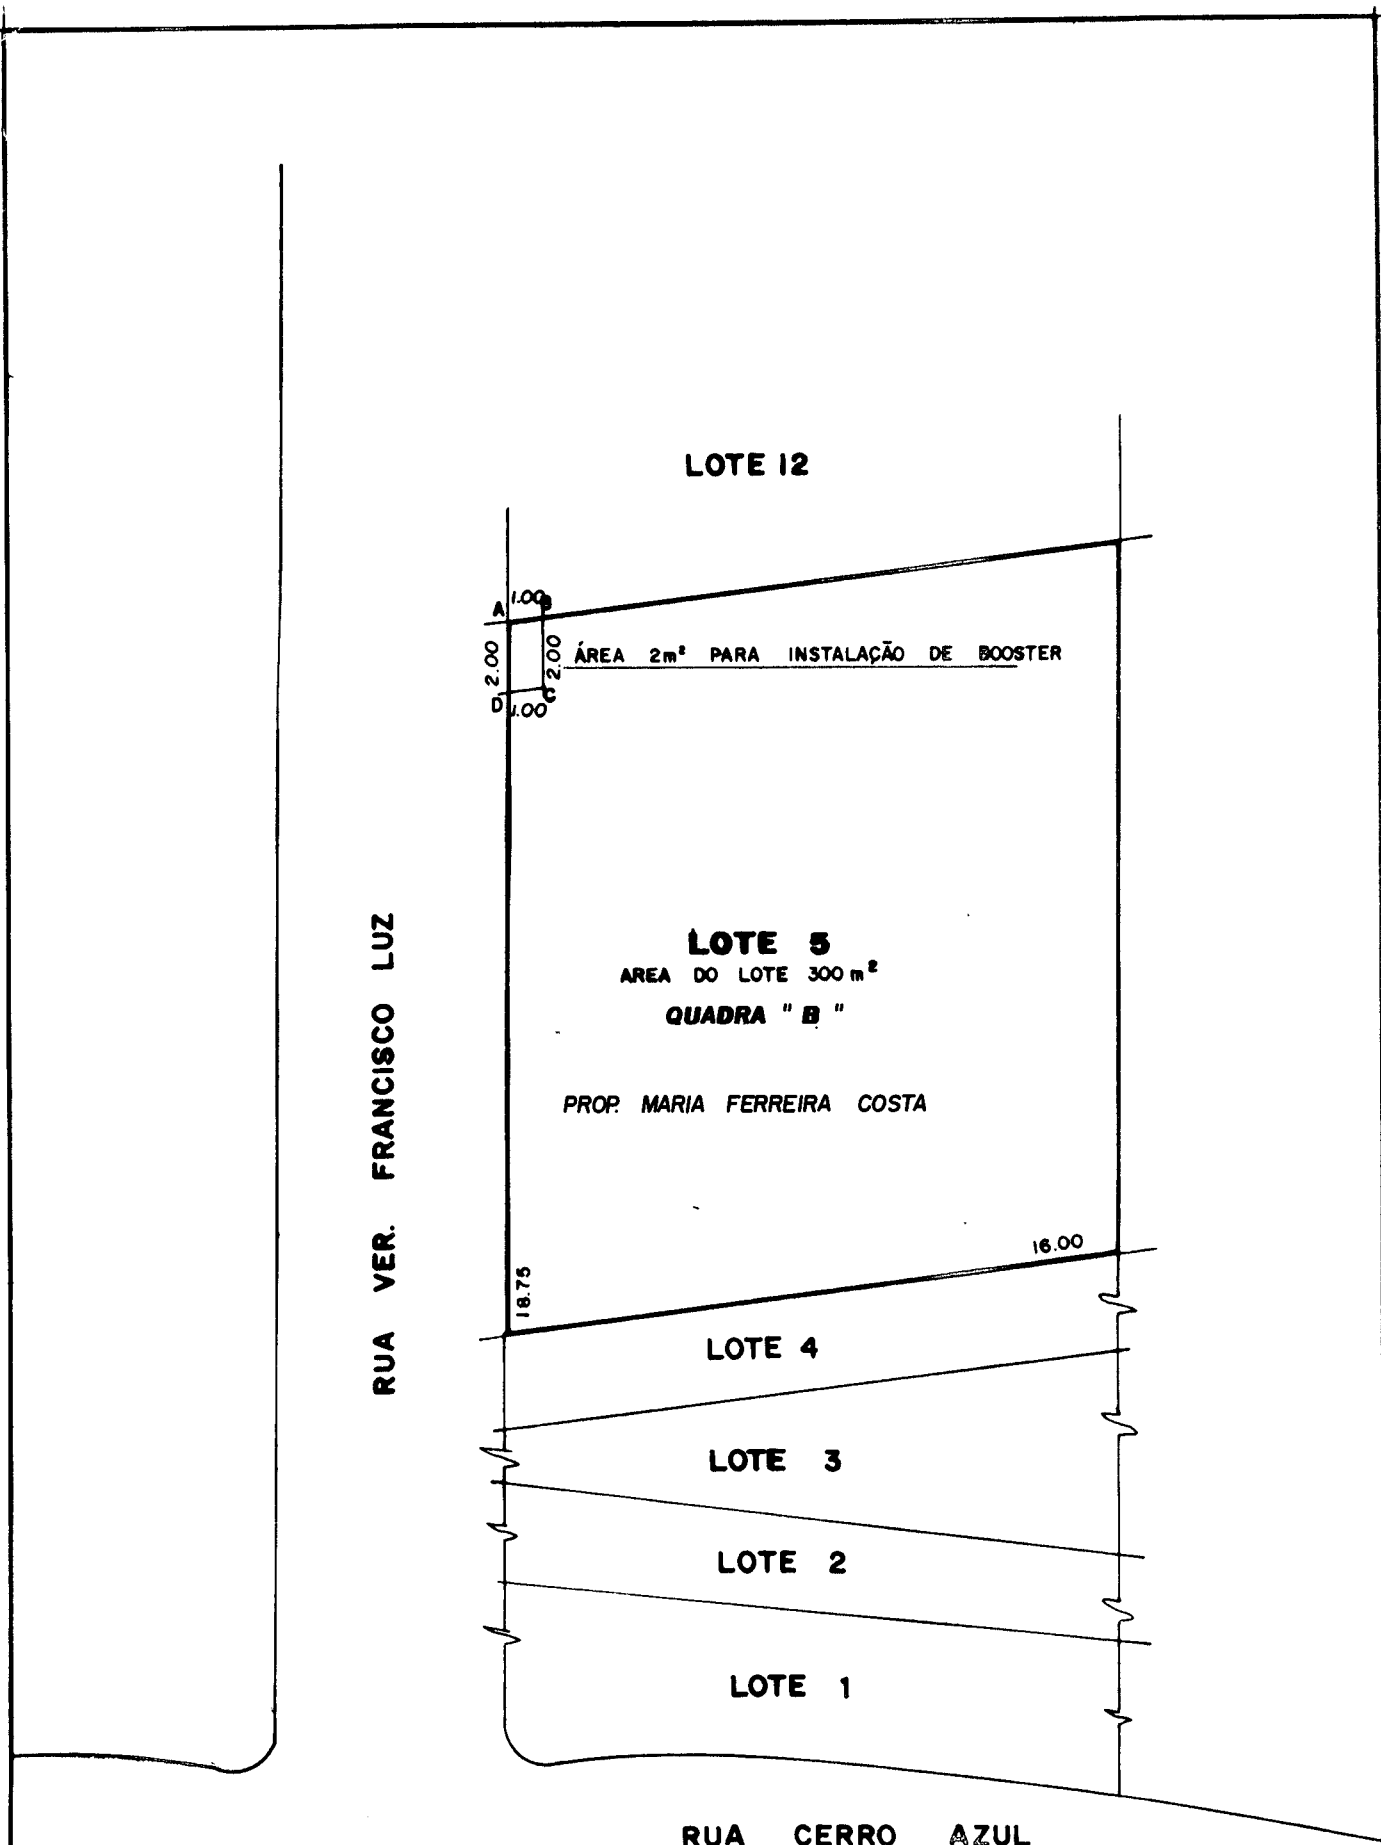 LOTE 12
A 1.00 B
2.00
2.00
ÁREA 2m² PARA INSTALAÇÃO DE BOOSTER
D 1.00 C
LOTE 5
AREA DO LOTE 300 m²
QUADRA " B "
PROP. MARIA FERREIRA COSTA
RUA VER. FRANCISCO LUZ
16.00
18.75
LOTE 4
LOTE 3
LOTE 2
LOTE 1
RUA CERRO AZUL